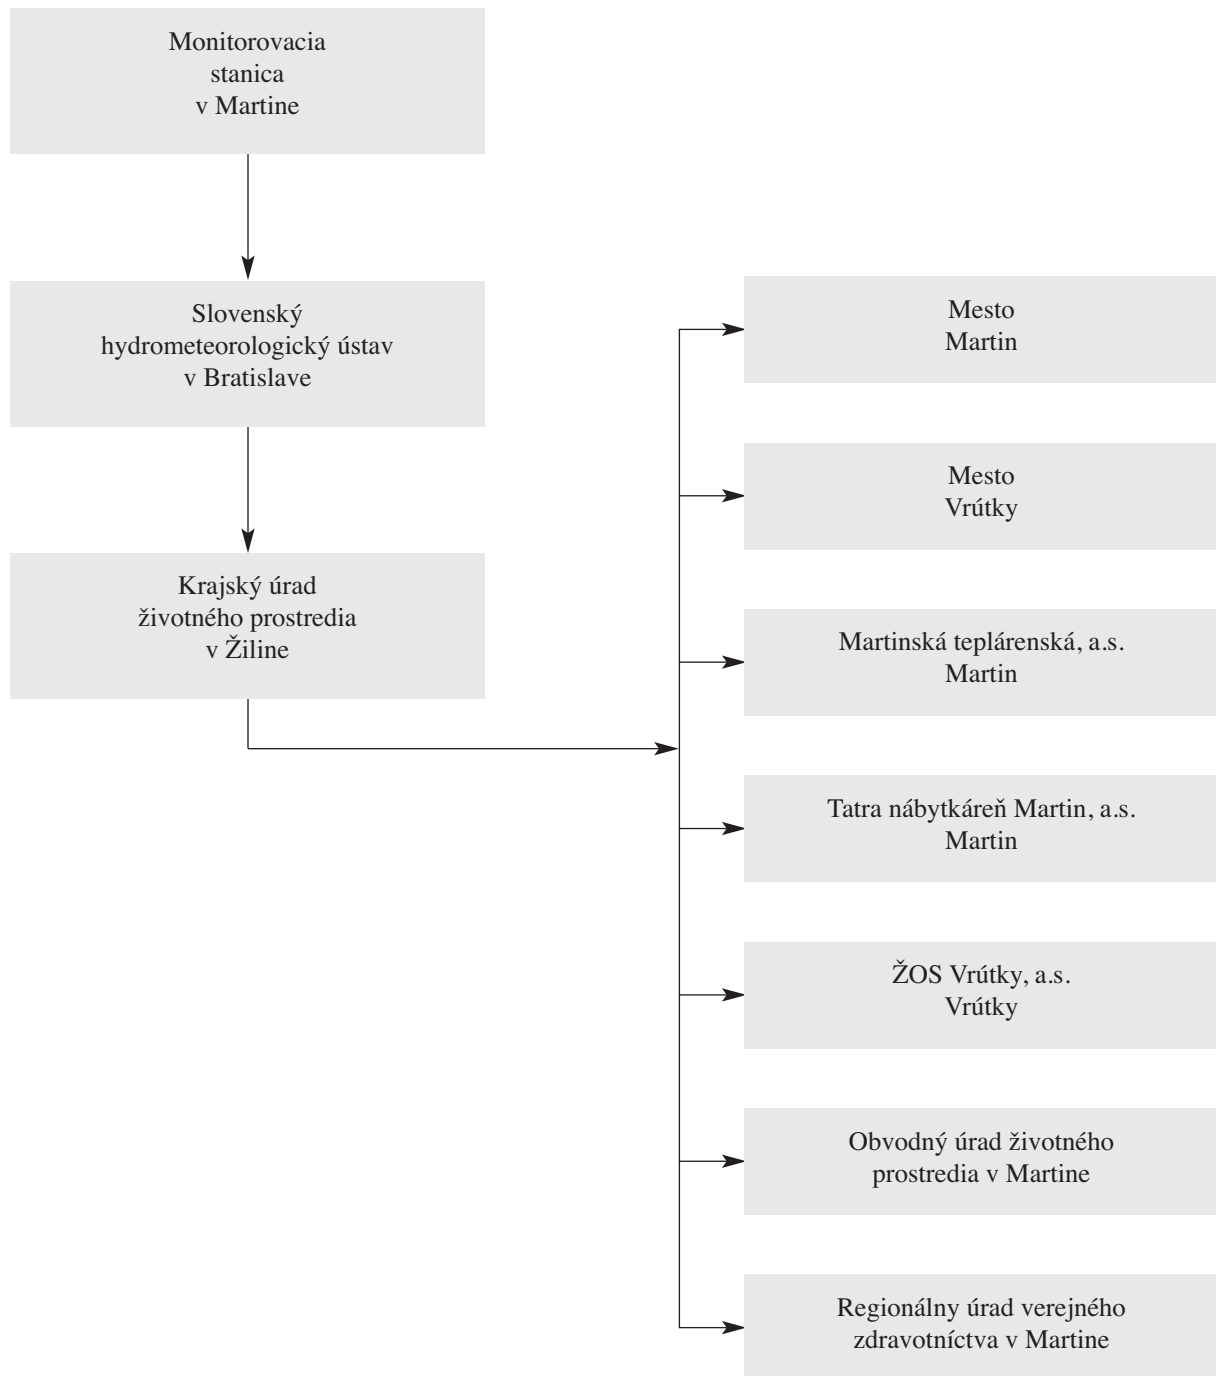 Monitorovacia
stanica
v Martine
Slovenský
hydrometeorologický ústav
v Bratislave
Krajský úrad
životného prostredia
v Žiline
Mesto
Martin
Mesto
Vrútky
Martinská teplárenská, a.s.
Martin
Tatra nábytkáreň Martin, a.s.
Martin
ŽOS Vrútky, a.s.
Vrútky
Obvodný úrad životného
prostredia v Martine
Regionálny úrad verejného
zdravotníctva v Martine